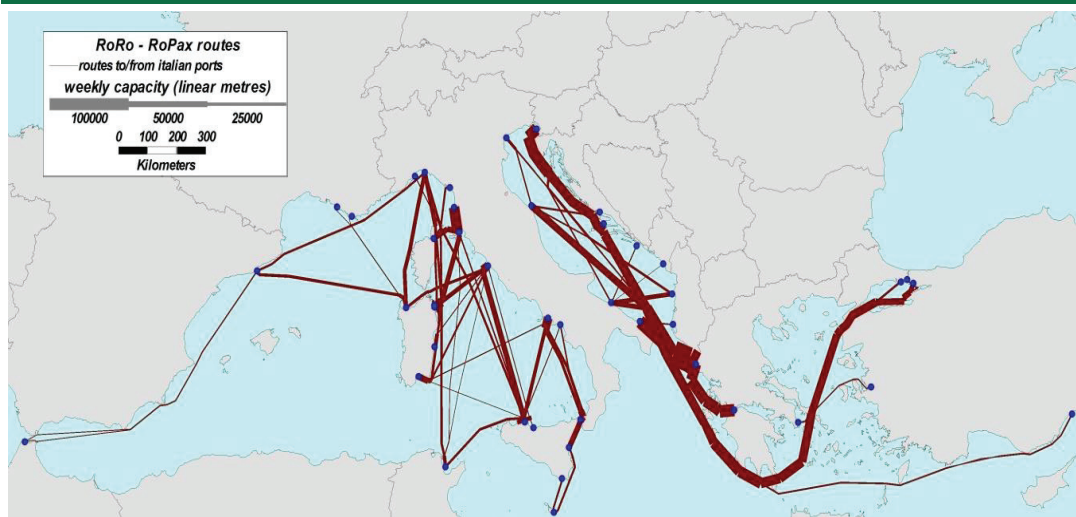 RoRo - RoPax routes
routes to/from italian ports
weekly capacity (linear metres)
100000 50000 25000
0 100 200 300
Kilometers